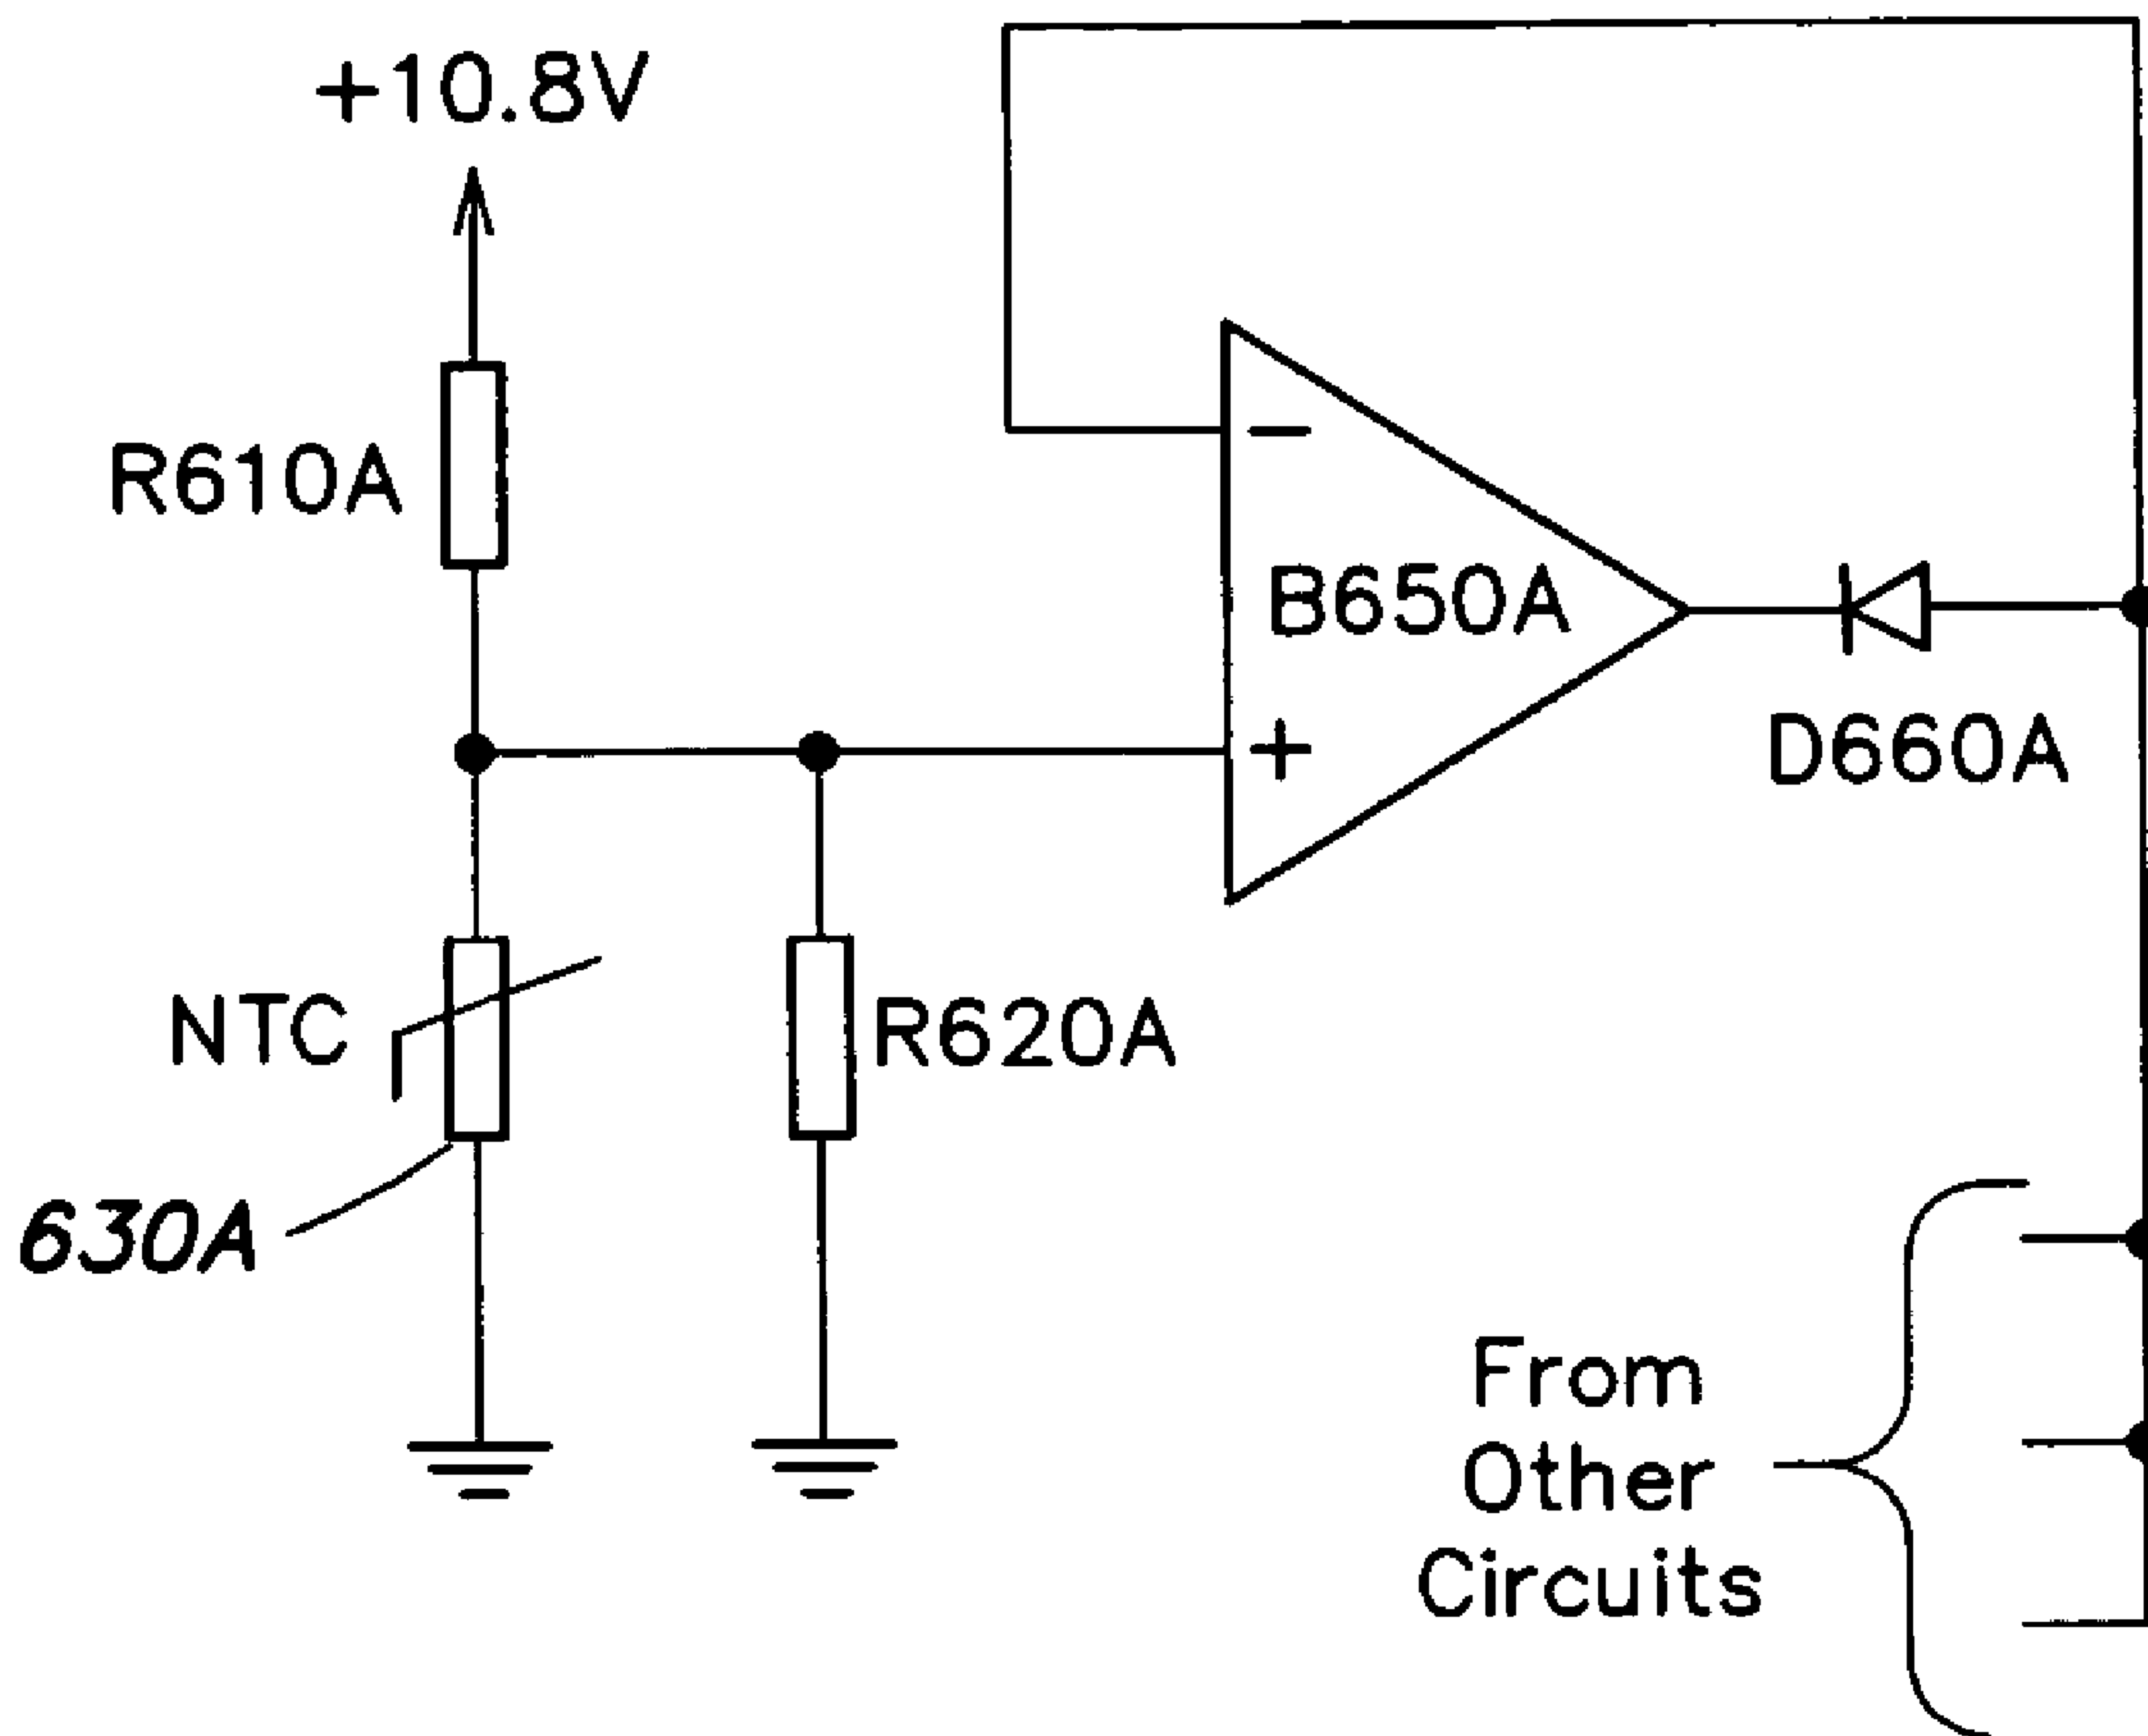 +10.8V
R610A
−
B650A
+
D660A
NTC
R620A
630A
From
Other
Circuits